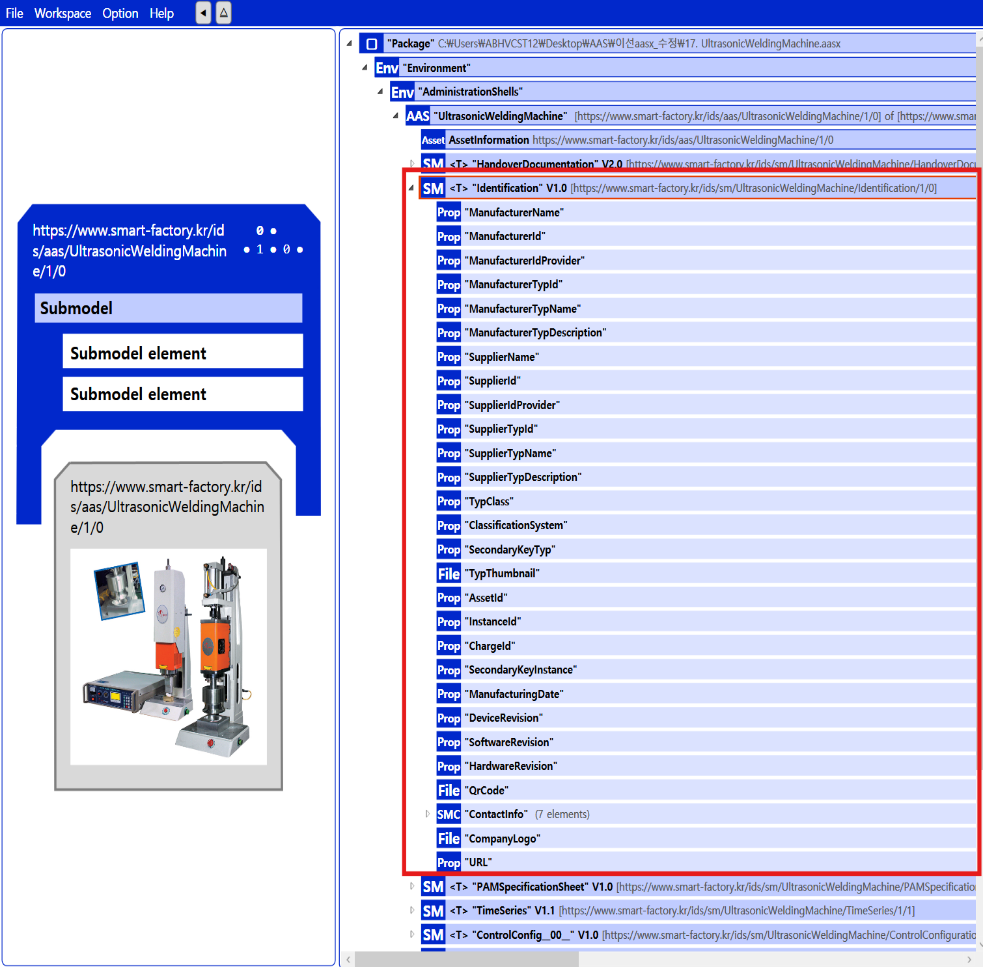 File Workspace Option Help
https://www.smart-factory.kr/id
s/aas/UltrasonicWeldingMachin
e/1/0
0
1 0
Submodel
Submodel element
Submodel element
https://www.smart-factory.kr/id
s/aas/UltrasonicWeldingMachin
e/1/0
"Package" C:₩Users₩ABHVCST12₩Desktop₩AAS₩이션aasx_수정₩17. UltrasonicWeldingMachine.aasx
Env "Environment"
Env "AdministrationShells"
AAS "UltrasonicWeldingMachine" [https://www.smart-factory.kr/ids/aas/UltrasonicWeldingMachine/1/0] of [https://www.smar
Asset AssetInformation https://www.smart-factory.kr/ids/aas/UltrasonicWeldingMachine/1/0
SM <T> "HandoverDocumentation" V2.0 [https://www.smart-factory.kr/ids/sm/UltrasonicWeldingMachine/HandoverDocu
SM <T> "Identification" V1.0 [https://www.smart-factory.kr/ids/sm/UltrasonicWeldingMachine/Identification/1/0]
Prop "ManufacturerName"
Prop "ManufacturerId"
Prop "ManufacturerIdProvider"
Prop "ManufacturerTypId"
Prop "ManufacturerTypName"
Prop "ManufacturerTypDescription"
Prop "SupplierName"
Prop "SupplierId"
Prop "SupplierIdProvider"
Prop "SupplierTypId"
Prop "SupplierTypName"
Prop "SupplierTypDescription"
Prop "TypClass"
Prop "ClassificationSystem"
Prop "SecondaryKeyTyp"
File "TypThumbnail"
Prop "AssetId"
Prop "InstanceId"
Prop "ChargeId"
Prop "SecondaryKeyInstance"
Prop "ManufacturingDate"
Prop "DeviceRevision"
Prop "SoftwareRevision"
Prop "HardwareRevision"
File "QrCode"
SMC "ContactInfo" (7 elements)
File "CompanyLogo"
Prop "URL"
SM <T> "PAMSpecificationSheet" V1.0 [https://www.smart-factory.kr/ids/sm/UltrasonicWeldingMachine/PAMSpecificatio
SM <T> "TimeSeries" V1.1 [https://www.smart-factory.kr/ids/sm/UltrasonicWeldingMachine/TimeSeries/1/1]
SM <T> "ControlConfig__00__" V1.0 [https://www.smart-factory.kr/ids/sm/UltrasonicWeldingMachine/ControlConfiguratio